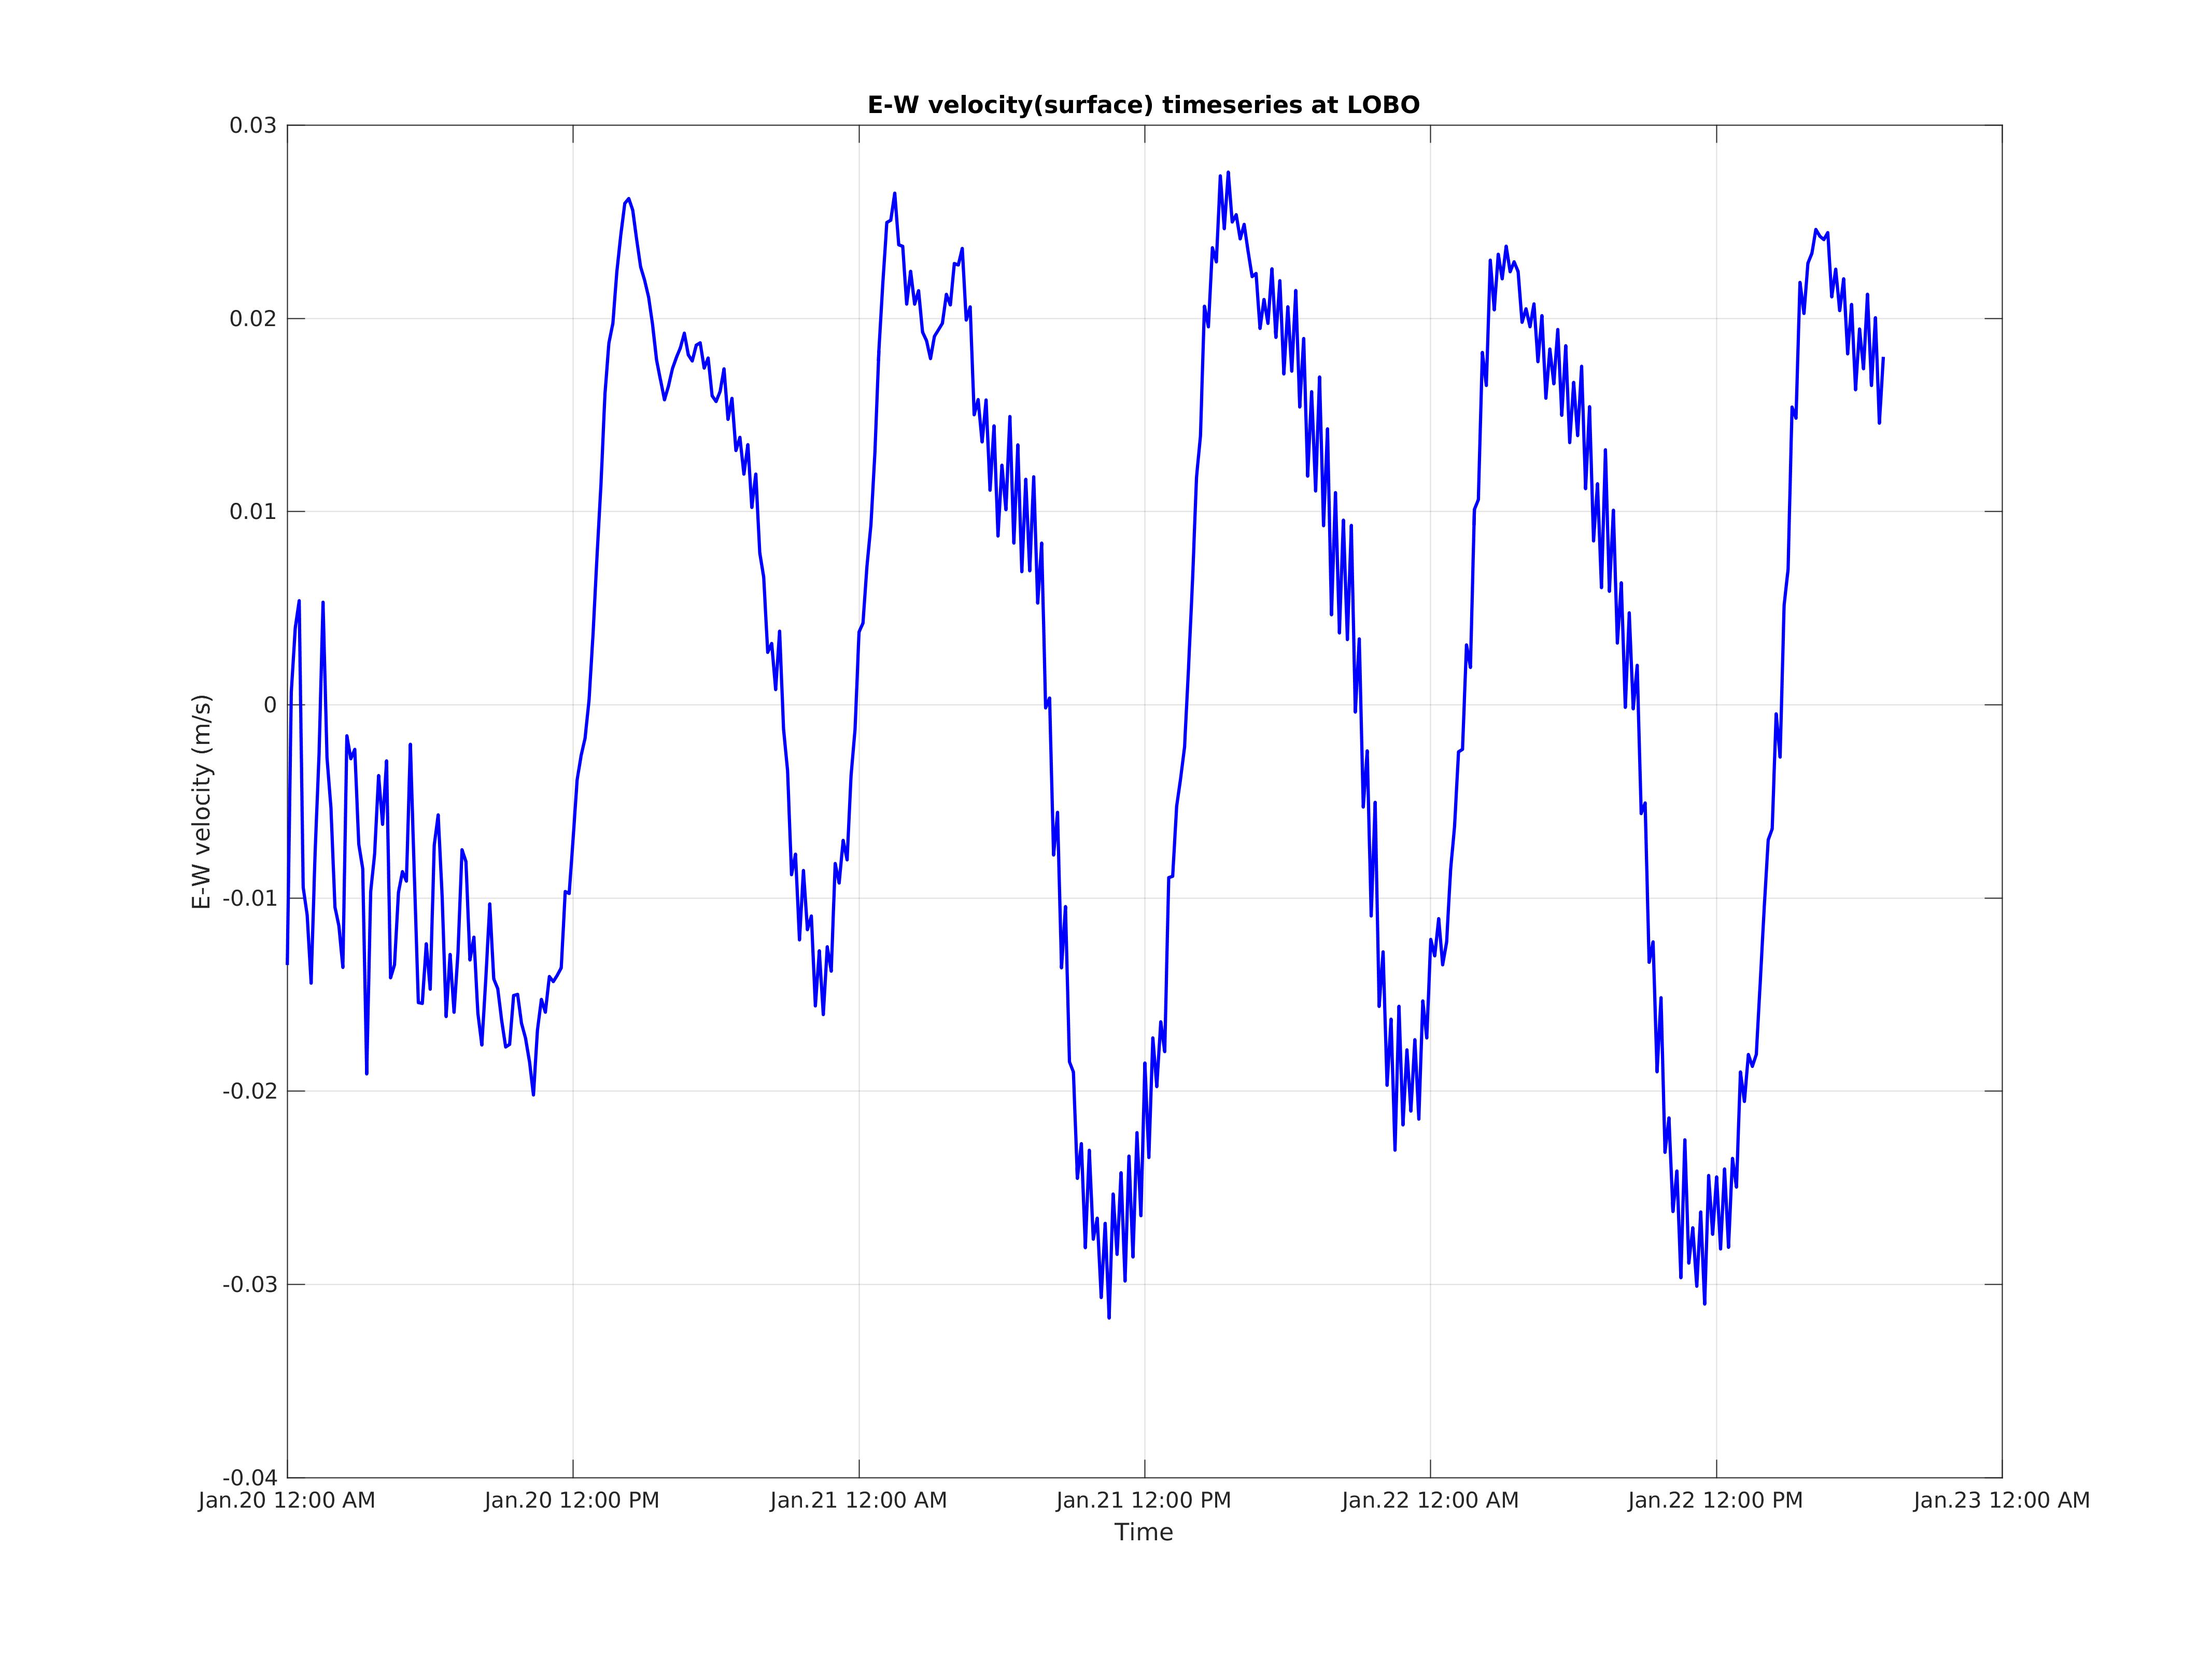 E-W velocity(surface) timeseries at LOBO
0.03
0.02
0.01
0
-0.01
-0.02
-0.03
-0.04
E-W velocity (m/s)
Jan.20 12:00 AM
Jan.20 12:00 PM
Jan.21 12:00 AM
Jan.21 12:00 PM
Jan.22 12:00 AM
Jan.22 12:00 PM
Jan.23 12:00 AM
Time